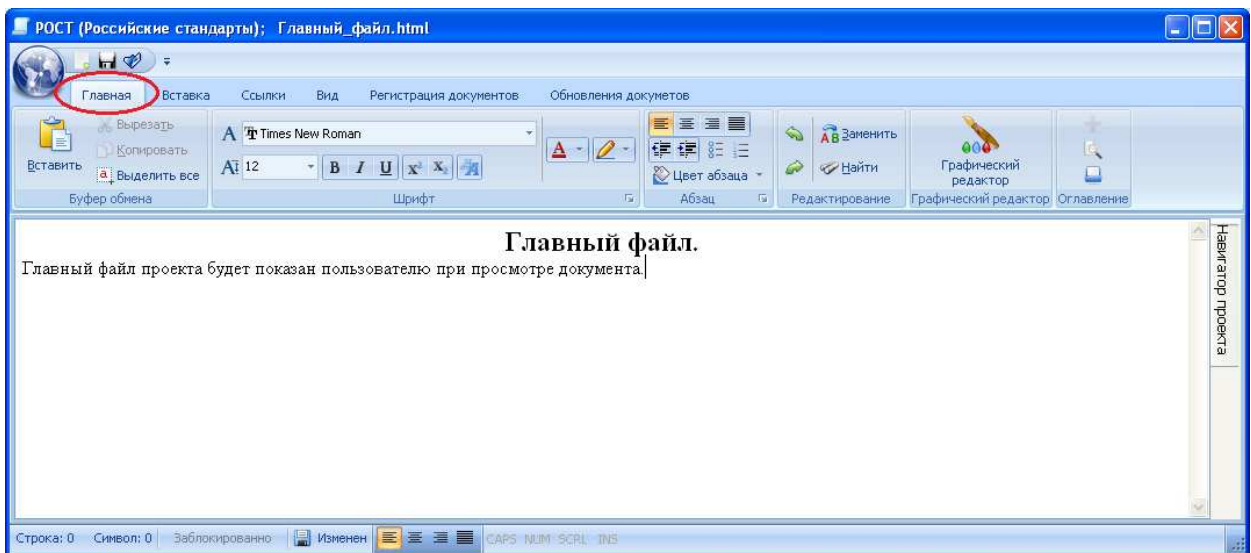 РОСТ (Российские стандарты); Главный_файл.html
Главная Вставка Ссылки Вид Регистрация документов Обновления докуметов
Вставить
Вырезать
Копировать
Выделить все
Буфер обмена
A Times New Roman
12 B I U x² X₂
Шрифт
A
Цвет абзаца
Абзац
Заменить
Найти
Редактирование
Графический
редактор
Графический редактор
Оглавление
Главный файл.
Главный файл проекта будет показан пользователю при просмотре документа.
Навигатор проекта
Строка: 0 Символ: 0 Заблокированно Изменен CAPS NUM SCRL INS